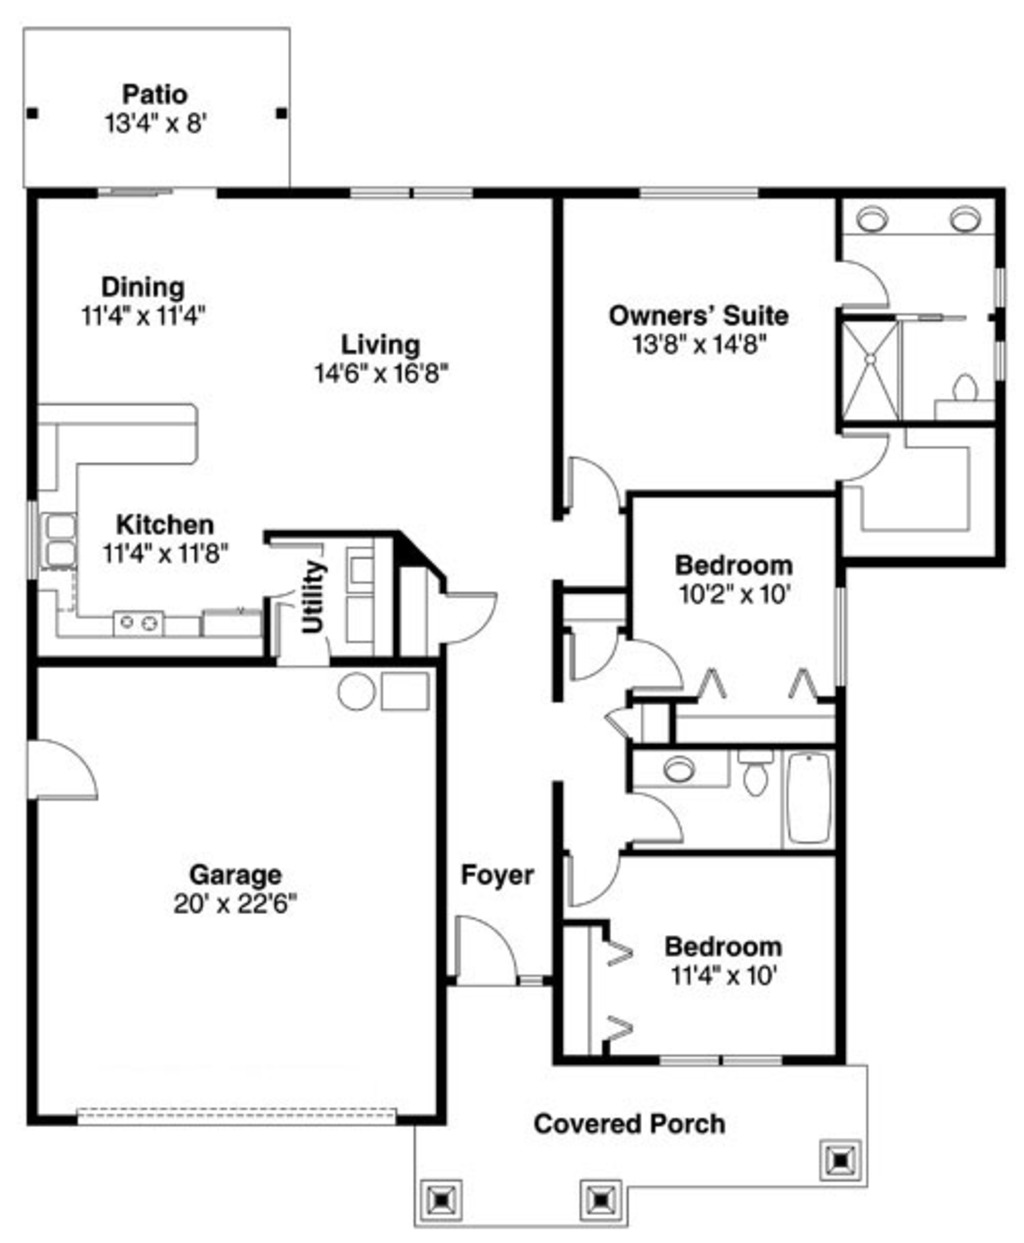 Patio
13'4" x 8'
Dining
11'4" x 11'4"
Living
14'6" x 16'8"
Owners' Suite
13'8" x 14'8"
Kitchen
11'4" x 11'8"
Utility
Bedroom
10'2" x 10'
Garage
20' x 22'6"
Foyer
Bedroom
11'4" x 10'
Covered Porch